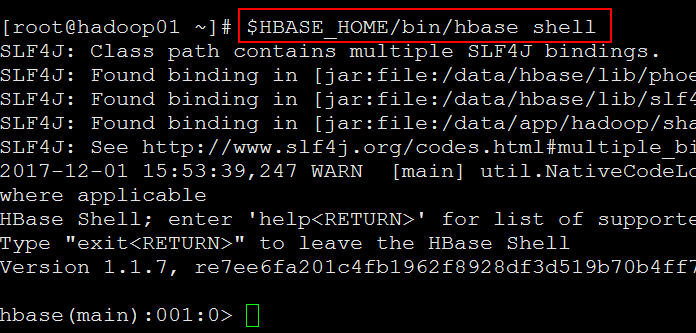 [root@hadoop01 ~]# $HBASE_HOME/bin/hbase shell
SLF4J: Class path contains multiple SLF4J bindings.
SLF4J: Found binding in [jar:file:/data/hbase/lib/phoe
SLF4J: Found binding in [jar:file:/data/hbase/lib/slf4
SLF4J: Found binding in [jar:file:/data/app/hadoop/sha
SLF4J: See http://www.slf4j.org/codes.html#multiple_bi
2017-12-01 15:53:39,247 WARN  [main] util.NativeCodeLo
where applicable
HBase Shell; enter 'help<RETURN>' for list of supporte
Type "exit<RETURN>" to leave the HBase Shell
Version 1.1.7, re7ee6fa201c4fb1962f8928df3d519b70b4ff7
hbase(main):001:0>